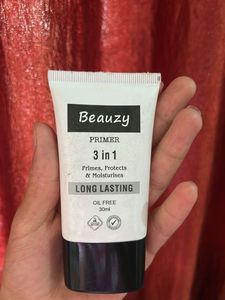 Beauzy
PRIMER
3 in 1
Primes, Protects
& Moisturises
LONG LASTING
OIL FREE
30ml